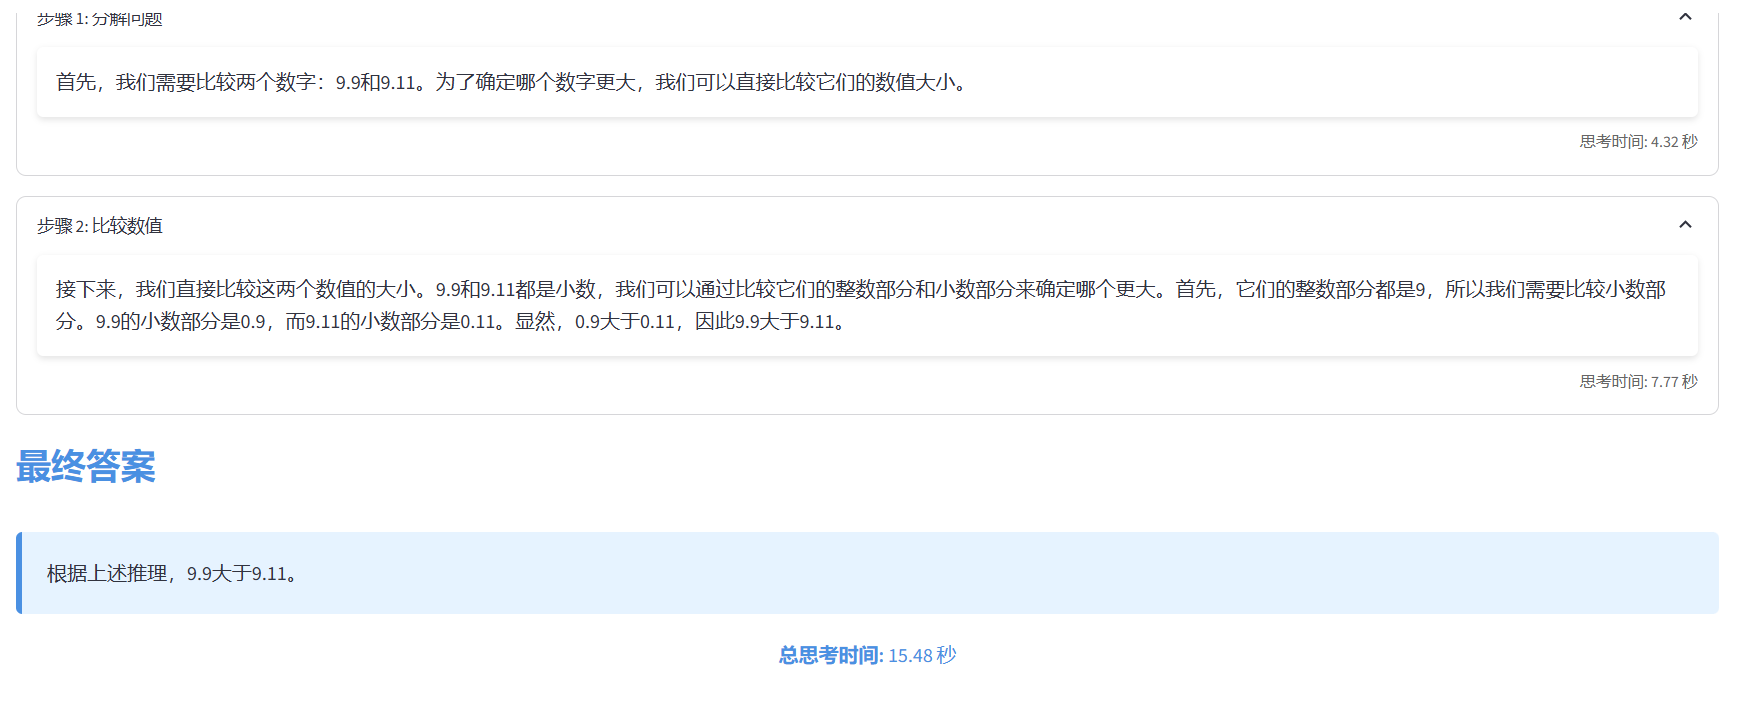 步骤 1: 分解问题
首先，我们需要比较两个数字：9.9和9.11。为了确定哪个数字更大，我们可以直接比较它们的数值大小。
思考时间: 4.32 秒
步骤 2: 比较数值
接下来，我们直接比较这两个数值的大小。9.9和9.11都是小数，我们可以通过比较它们的整数部分和小数部分来确定哪个更大。首先，它们的整数部分都是9，所以我们需要比较小数部
分。9.9的小数部分是0.9，而9.11的小数部分是0.11。显然，0.9大于0.11，因此9.9大于9.11。
思考时间: 7.77 秒
最终答案
根据上述推理，9.9大于9.11。
总思考时间: 15.48 秒